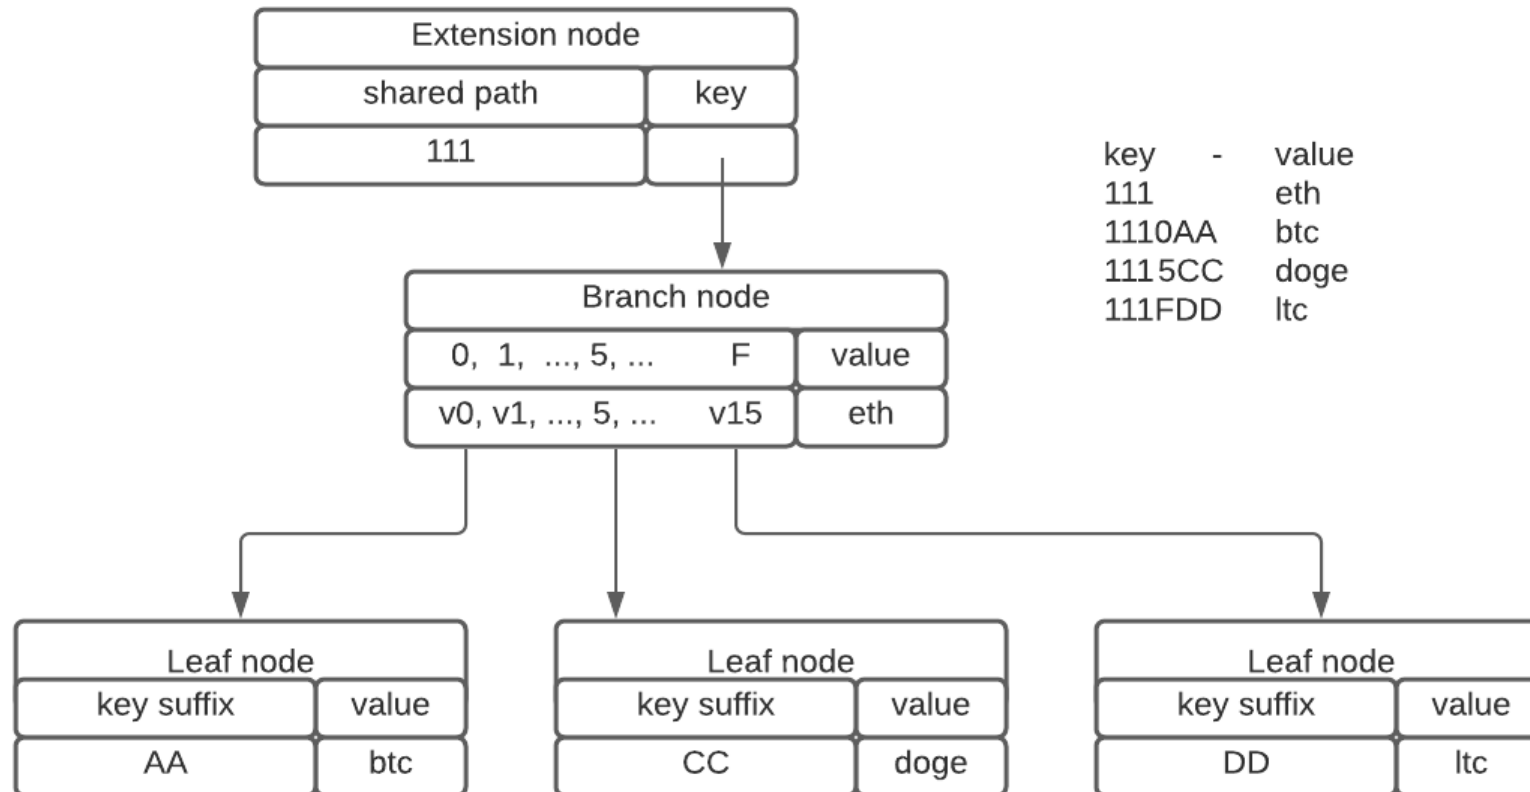 Extension node
shared path key
111
key - value
111 eth
1110AA btc
1115CC doge
111FDD ltc
Branch node
0, 1, ..., 5, ... F value
v0, v1, ..., 5, ... v15 eth
Leaf node
key suffix value
AA btc
Leaf node
key suffix value
CC doge
Leaf node
key suffix value
DD ltc